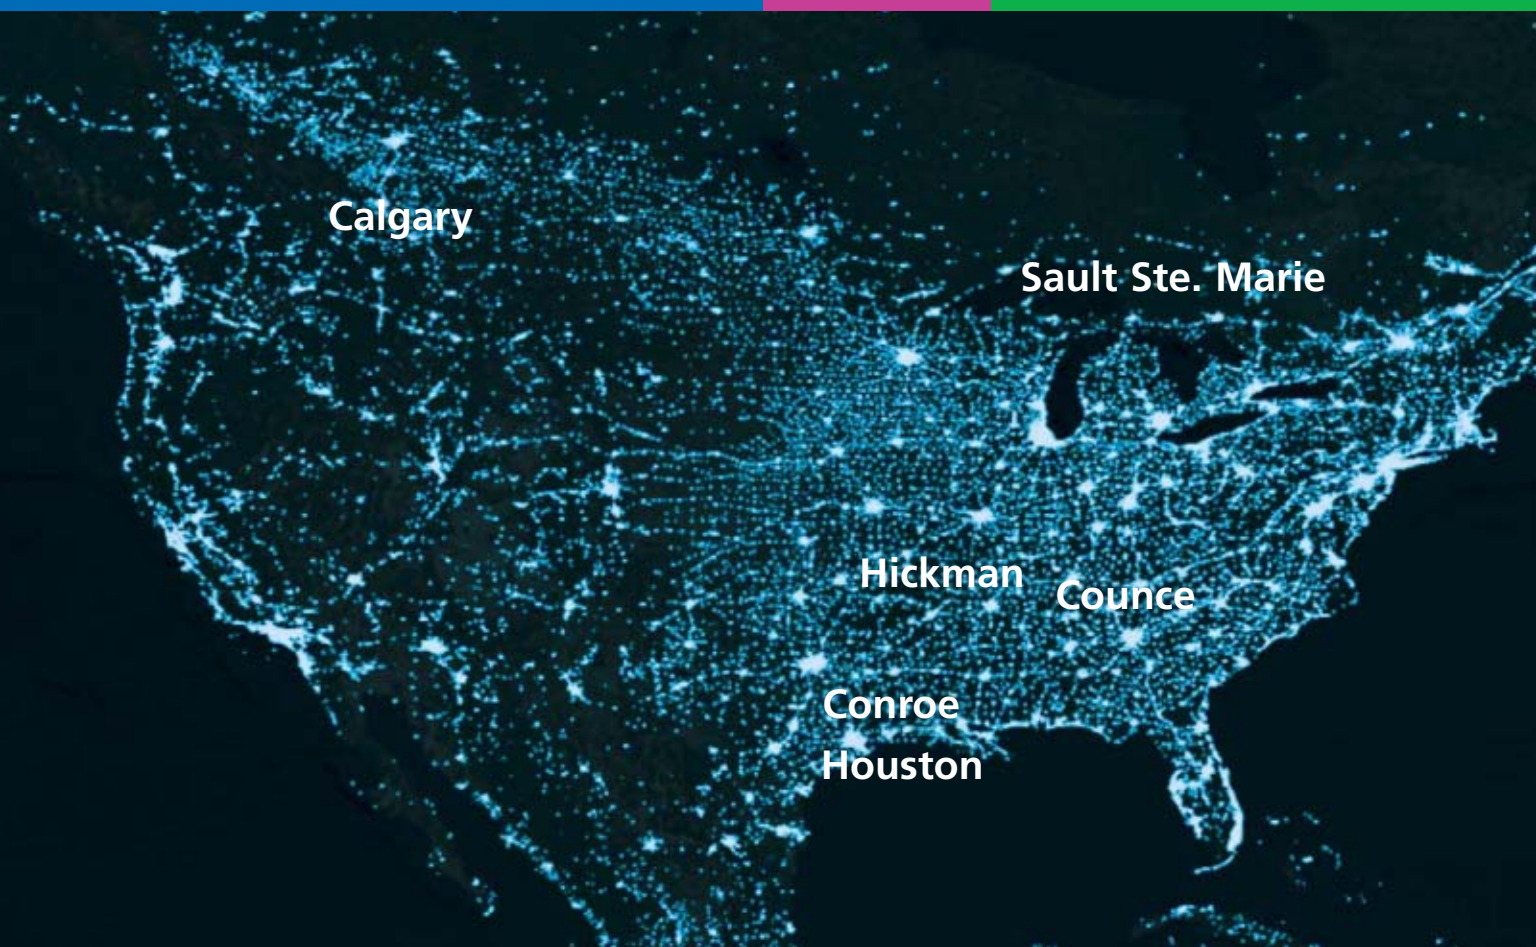 Calgary
Sault Ste. Marie
Hickman
Counce
Conroe
Houston